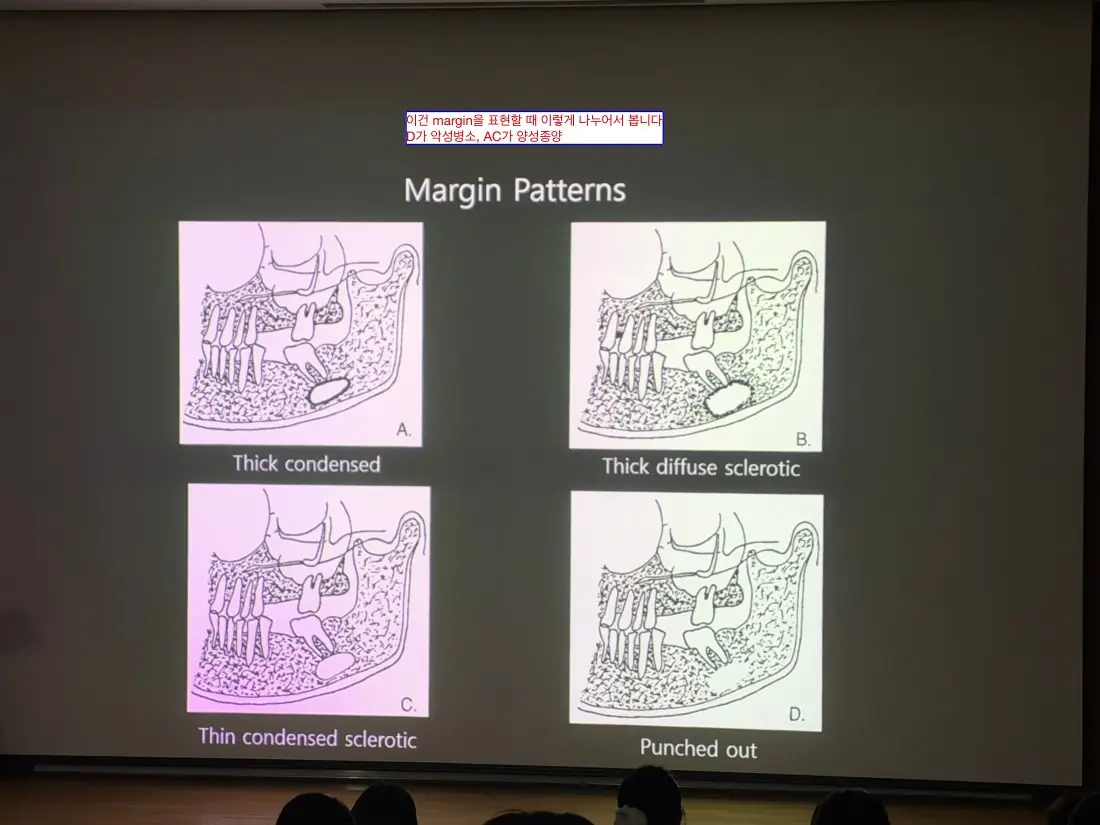 이건 margin을 표현할 때 이렇게 나누어서 봅니다
D가 악성병소, AC가 양성종양
Margin Patterns
A.
B.
Thick condensed
Thick diffuse sclerotic
C.
D.
Thin condensed sclerotic
Punched out